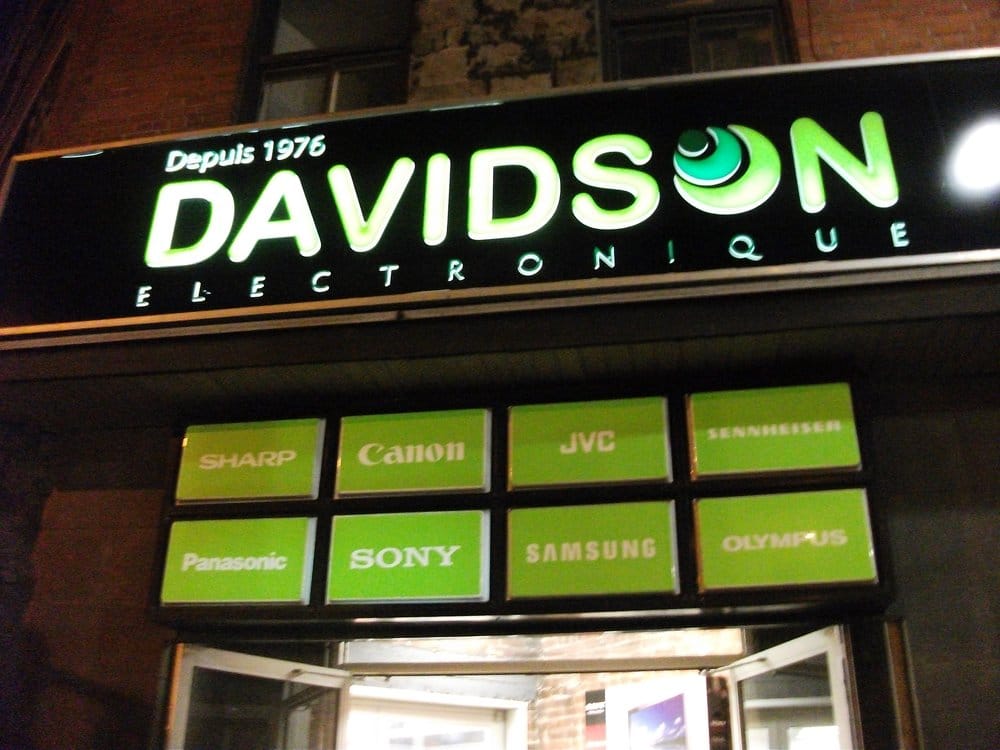 Depuis 1976
DAVIDSON
ELECTRONIQUE
SHARP
Canon
JVC
SENNHEISER
Panasonic
SONY
SAMSUNG
OLYMPUS